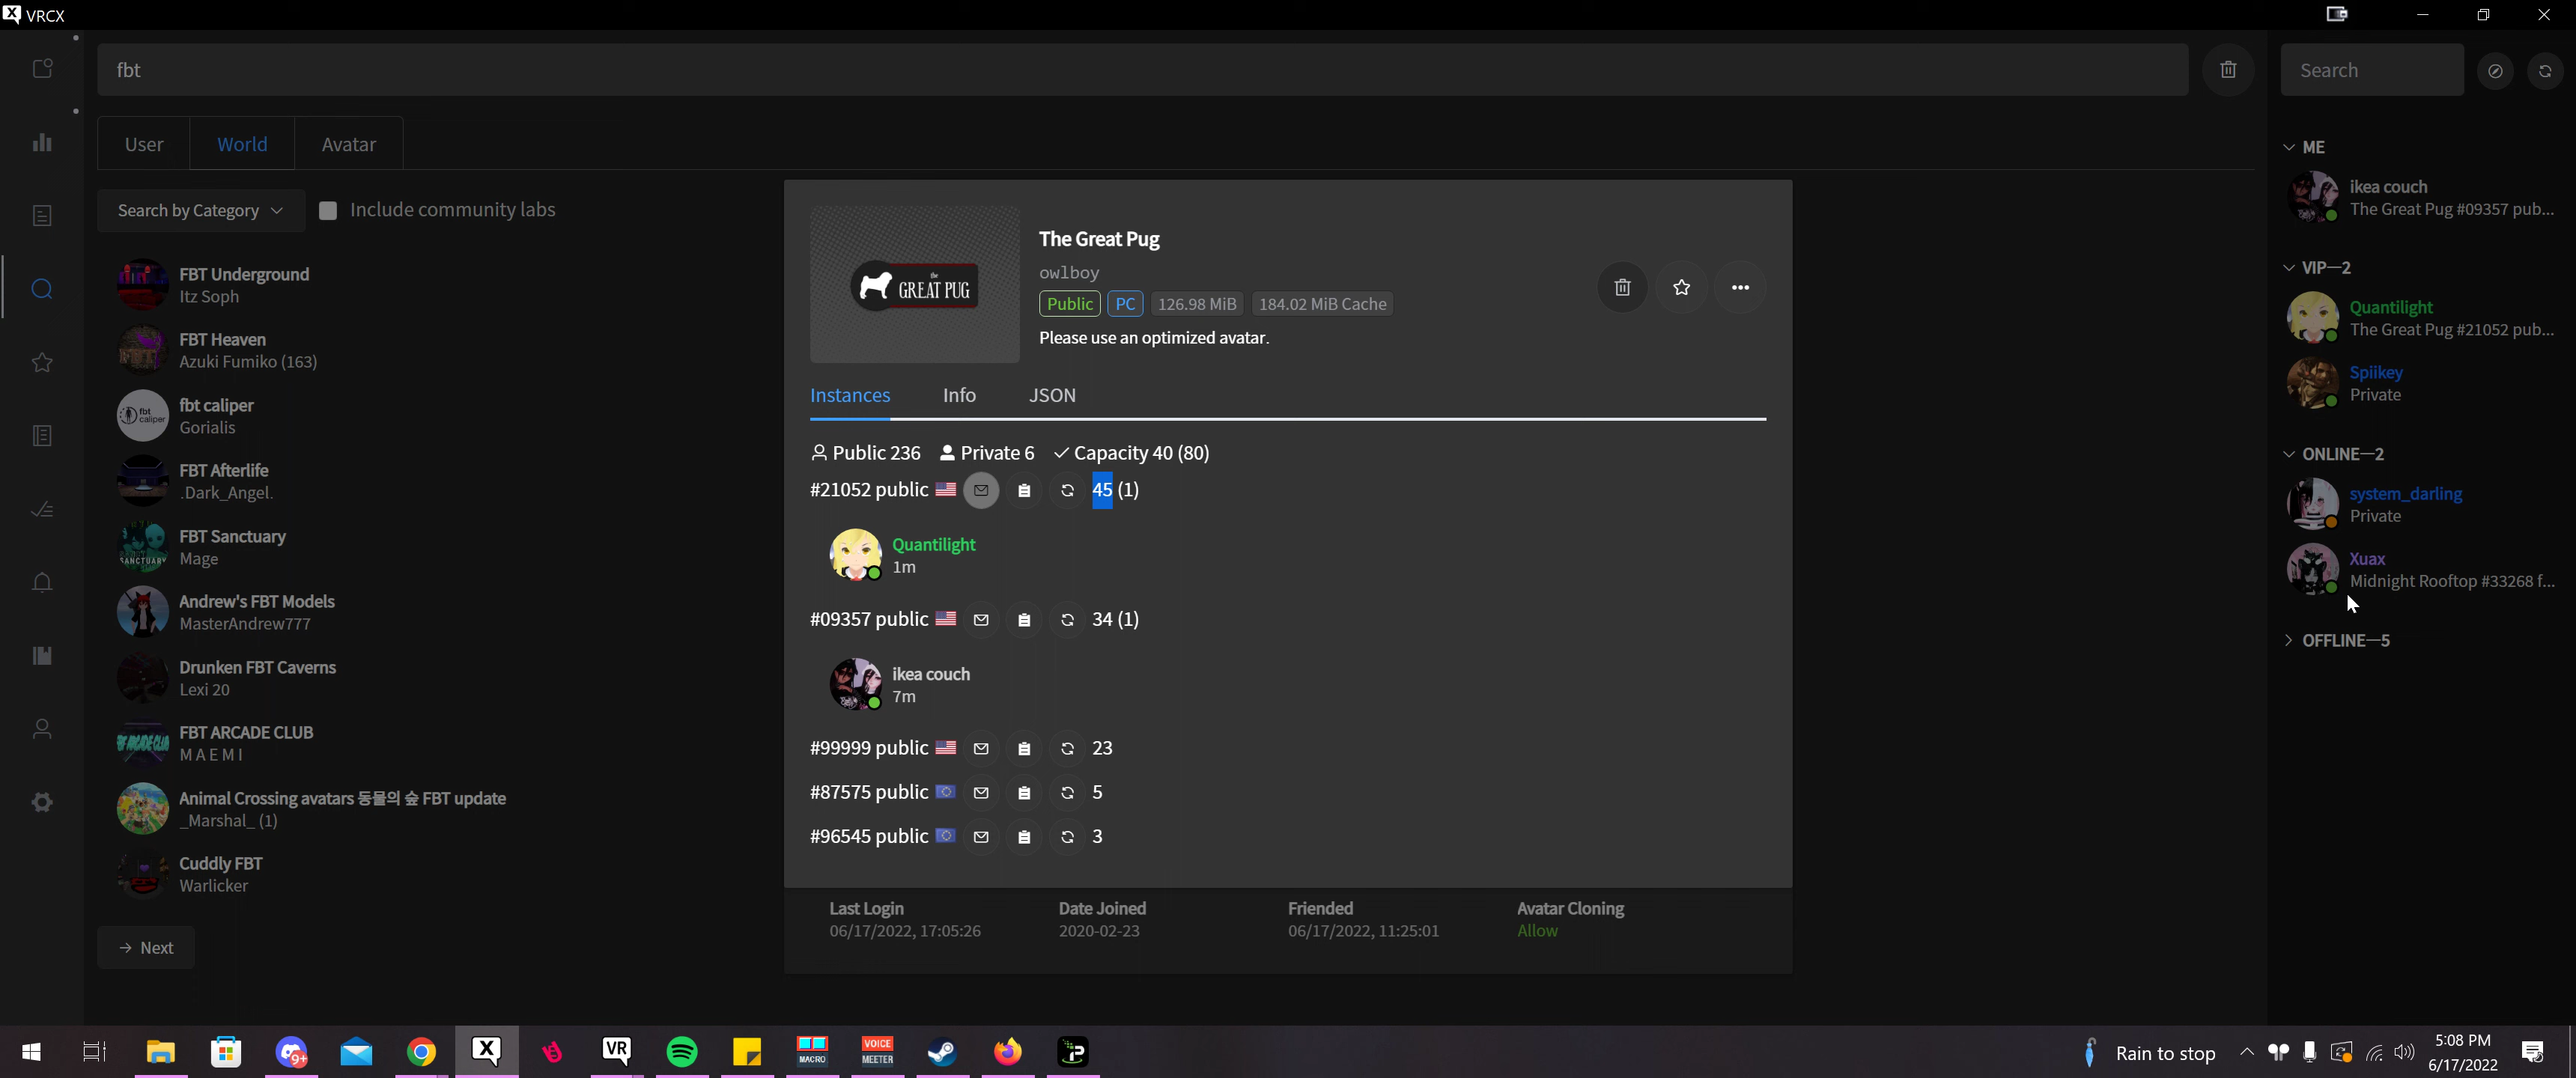 VRCX
fbt
Search
User
World
Avatar
Search by Category
Include community labs
FBT Underground
Itz Soph
FBT Heaven
Azuki Fumiko (163)
fbt caliper
fbt caliper
Gorialis
FBT Afterlife
.Dark_Angel.
SANCTUARY
FBT Sanctuary
Mage
Andrew's FBT Models
MasterAndrew777
Drunken FBT Caverns
Lexi 20
FBT ARCADE CLUB
M A E M I
Animal Crossing avatars 동물의 숲 FBT update
_Marshal_ (1)
Cuddly FBT
Warlicker
Next
the
GREAT PUG
The Great Pug
owlboy
Public
PC
126.98 MiB
184.02 MiB Cache
Please use an optimized avatar.
Instances
Info
JSON
Public 236
Private 6
Capacity 40 (80)
#21052 public 45 (1)
Quantilight
1m
#09357 public 34 (1)
ikea couch
7m
#99999 public 23
#87575 public 5
#96545 public 3
Last Login
06/17/2022, 17:05:26
Date Joined
2020-02-23
Friended
06/17/2022, 11:25:01
Avatar Cloning
Allow
ME
ikea couch
The Great Pug #09357 pub...
VIP—2
Quantilight
The Great Pug #21052 pub...
Spiikey
Private
ONLINE—2
system_darling
Private
Xuax
Midnight Rooftop #33268 f...
OFFLINE—5
9+
X
VR
MACRO
VOICE
MEETER
Rain to stop
5:08 PM
6/17/2022